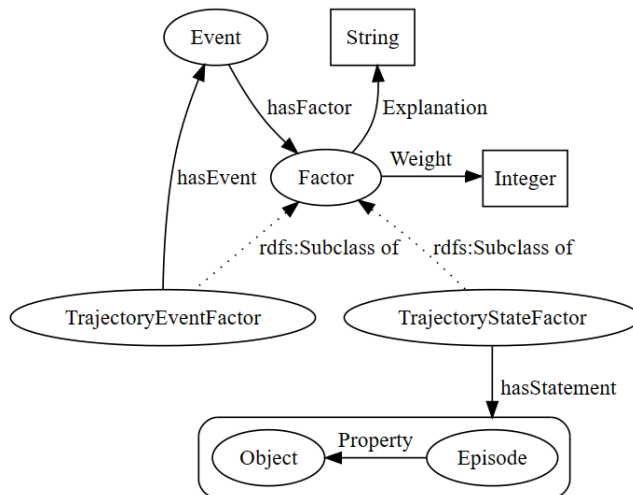 Event
String
hasFactor
Explanation
Weight
hasEvent
Factor
Integer
rdfs:Subclass of
rdfs:Subclass of
TrajectoryEventFactor
TrajectoryStateFactor
hasStatement
Property
Object
Episode